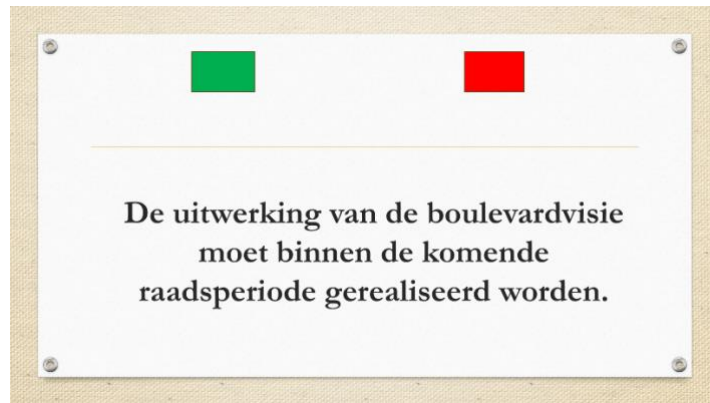 De uitwerking van de boulevardvisie
moet binnen de komende
raadsperiode gerealiseerd worden.